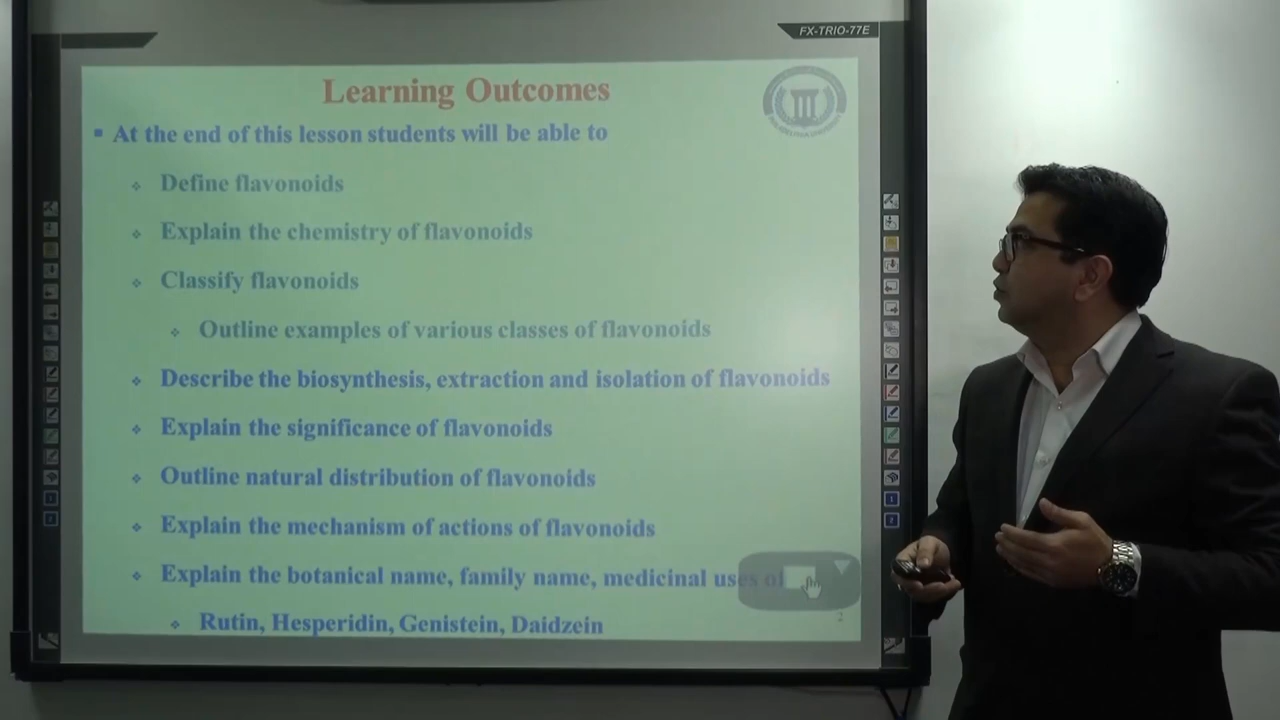 FX-TRIO-77E
Learning Outcomes
At the end of this lesson students will be able to
Define flavonoids
Explain the chemistry of flavonoids
Classify flavonoids
Outline examples of various classes of flavonoids
Describe the biosynthesis, extraction and isolation of flavonoids
Explain the significance of flavonoids
Outline natural distribution of flavonoids
Explain the mechanism of actions of flavonoids
Explain the botanical name, family name, medicinal uses of
Rutin, Hesperidin, Genistein, Daidzein
2